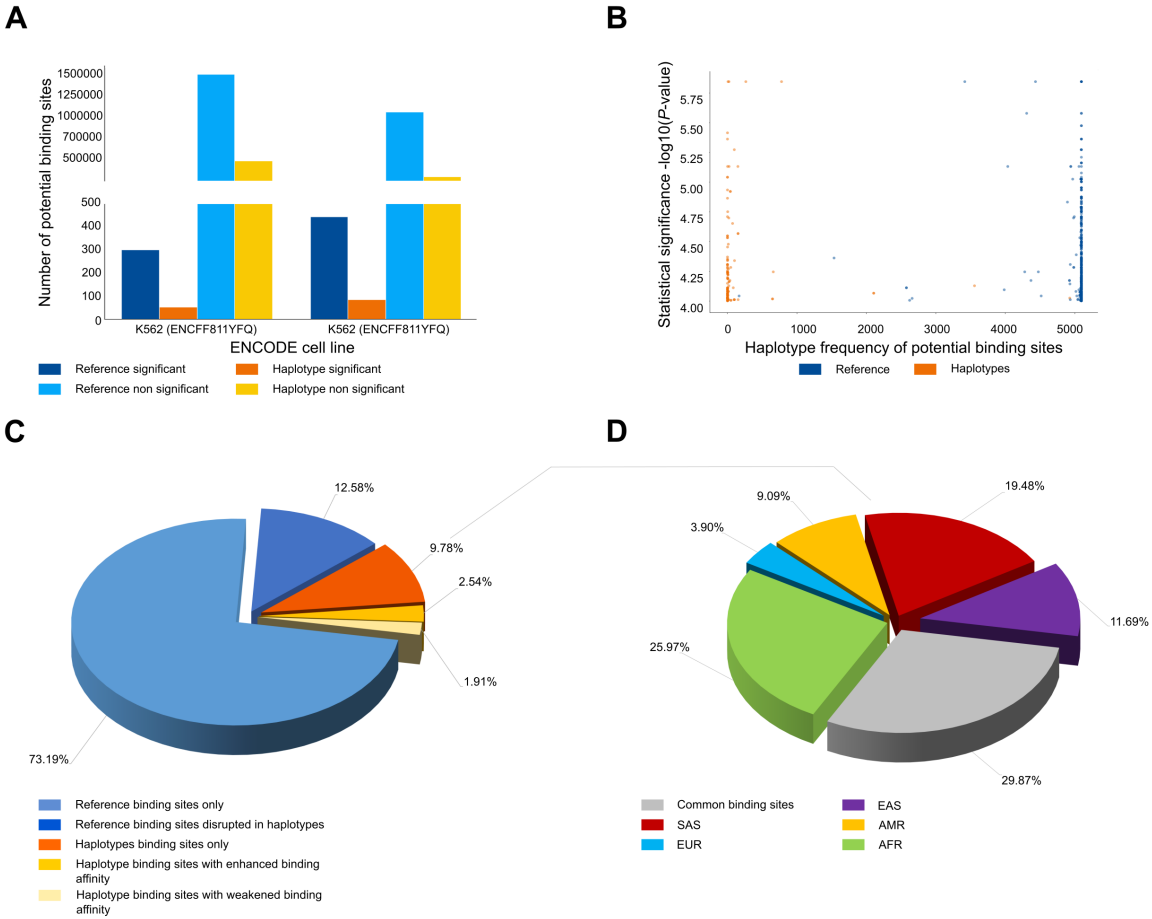 A
Number of potential binding sites
1500000
1250000
1000000
700000
500000
500
400
300
200
100
0
K562 (ENCFF811YFQ)
K562 (ENCFF811YFQ)
ENCODE cell line
Reference significant
Haplotype significant
Reference non significant
Haplotype non significant
B
Statistical significance -log10(P-value)
5.75
5.50
5.25
5.00
4.75
4.50
4.25
4.00
0
1000
2000
3000
4000
5000
Haplotype frequency of potential binding sites
Reference
Haplotypes
C
12.58%
9.78%
2.54%
1.91%
73.19%
Reference binding sites only
Reference binding sites disrupted in haplotypes
Haplotypes binding sites only
Haplotype binding sites with enhanced binding
affinity
Haplotype binding sites with weakened binding
affinity
D
19.48%
9.09%
3.90%
11.69%
25.97%
29.87%
Common binding sites
EAS
SAS
AMR
EUR
AFR